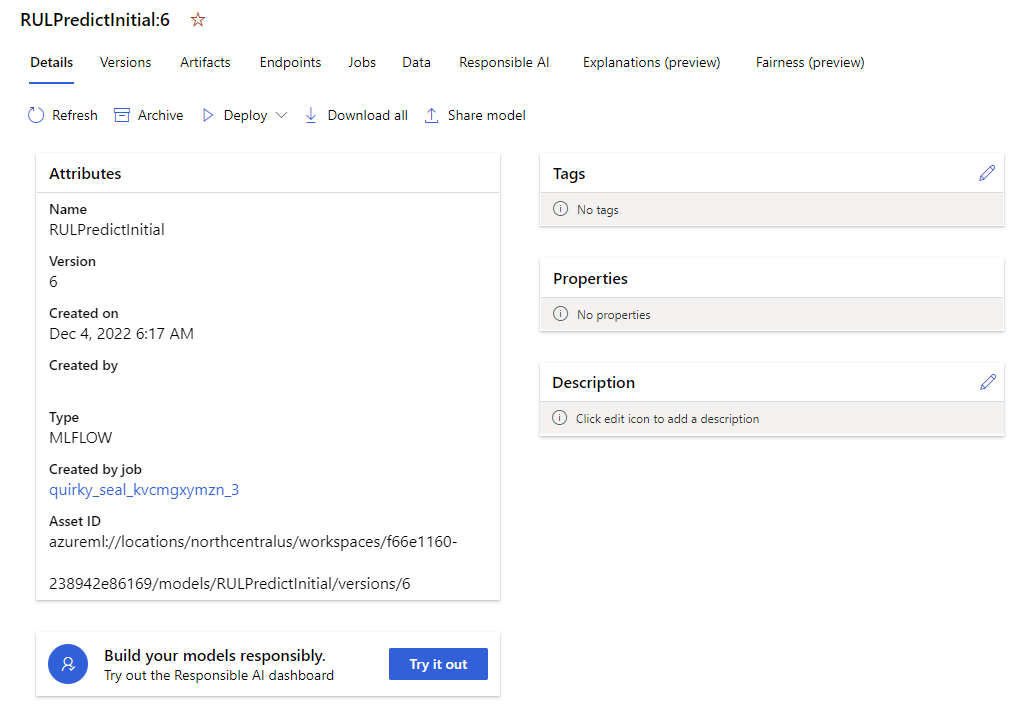 RULPredictInitial:6
Details Versions Artifacts Endpoints Jobs Data Responsible AI Explanations (preview) Fairness (preview)
Refresh Archive Deploy Download all Share model
Attributes
Name
RULPredictInitial
Version
6
Created on
Dec 4, 2022 6:17 AM
Created by
Type
MLFLOW
Created by job
quirky_seal_kvcmgxymzn_3
Asset ID
azureml://locations/northcentralus/workspaces/f66e1160-
238942e86169/models/RULPredictInitial/versions/6
Build your models responsibly.
Try out the Responsible AI dashboard
Try it out
Tags
No tags
Properties
No properties
Description
Click edit icon to add a description